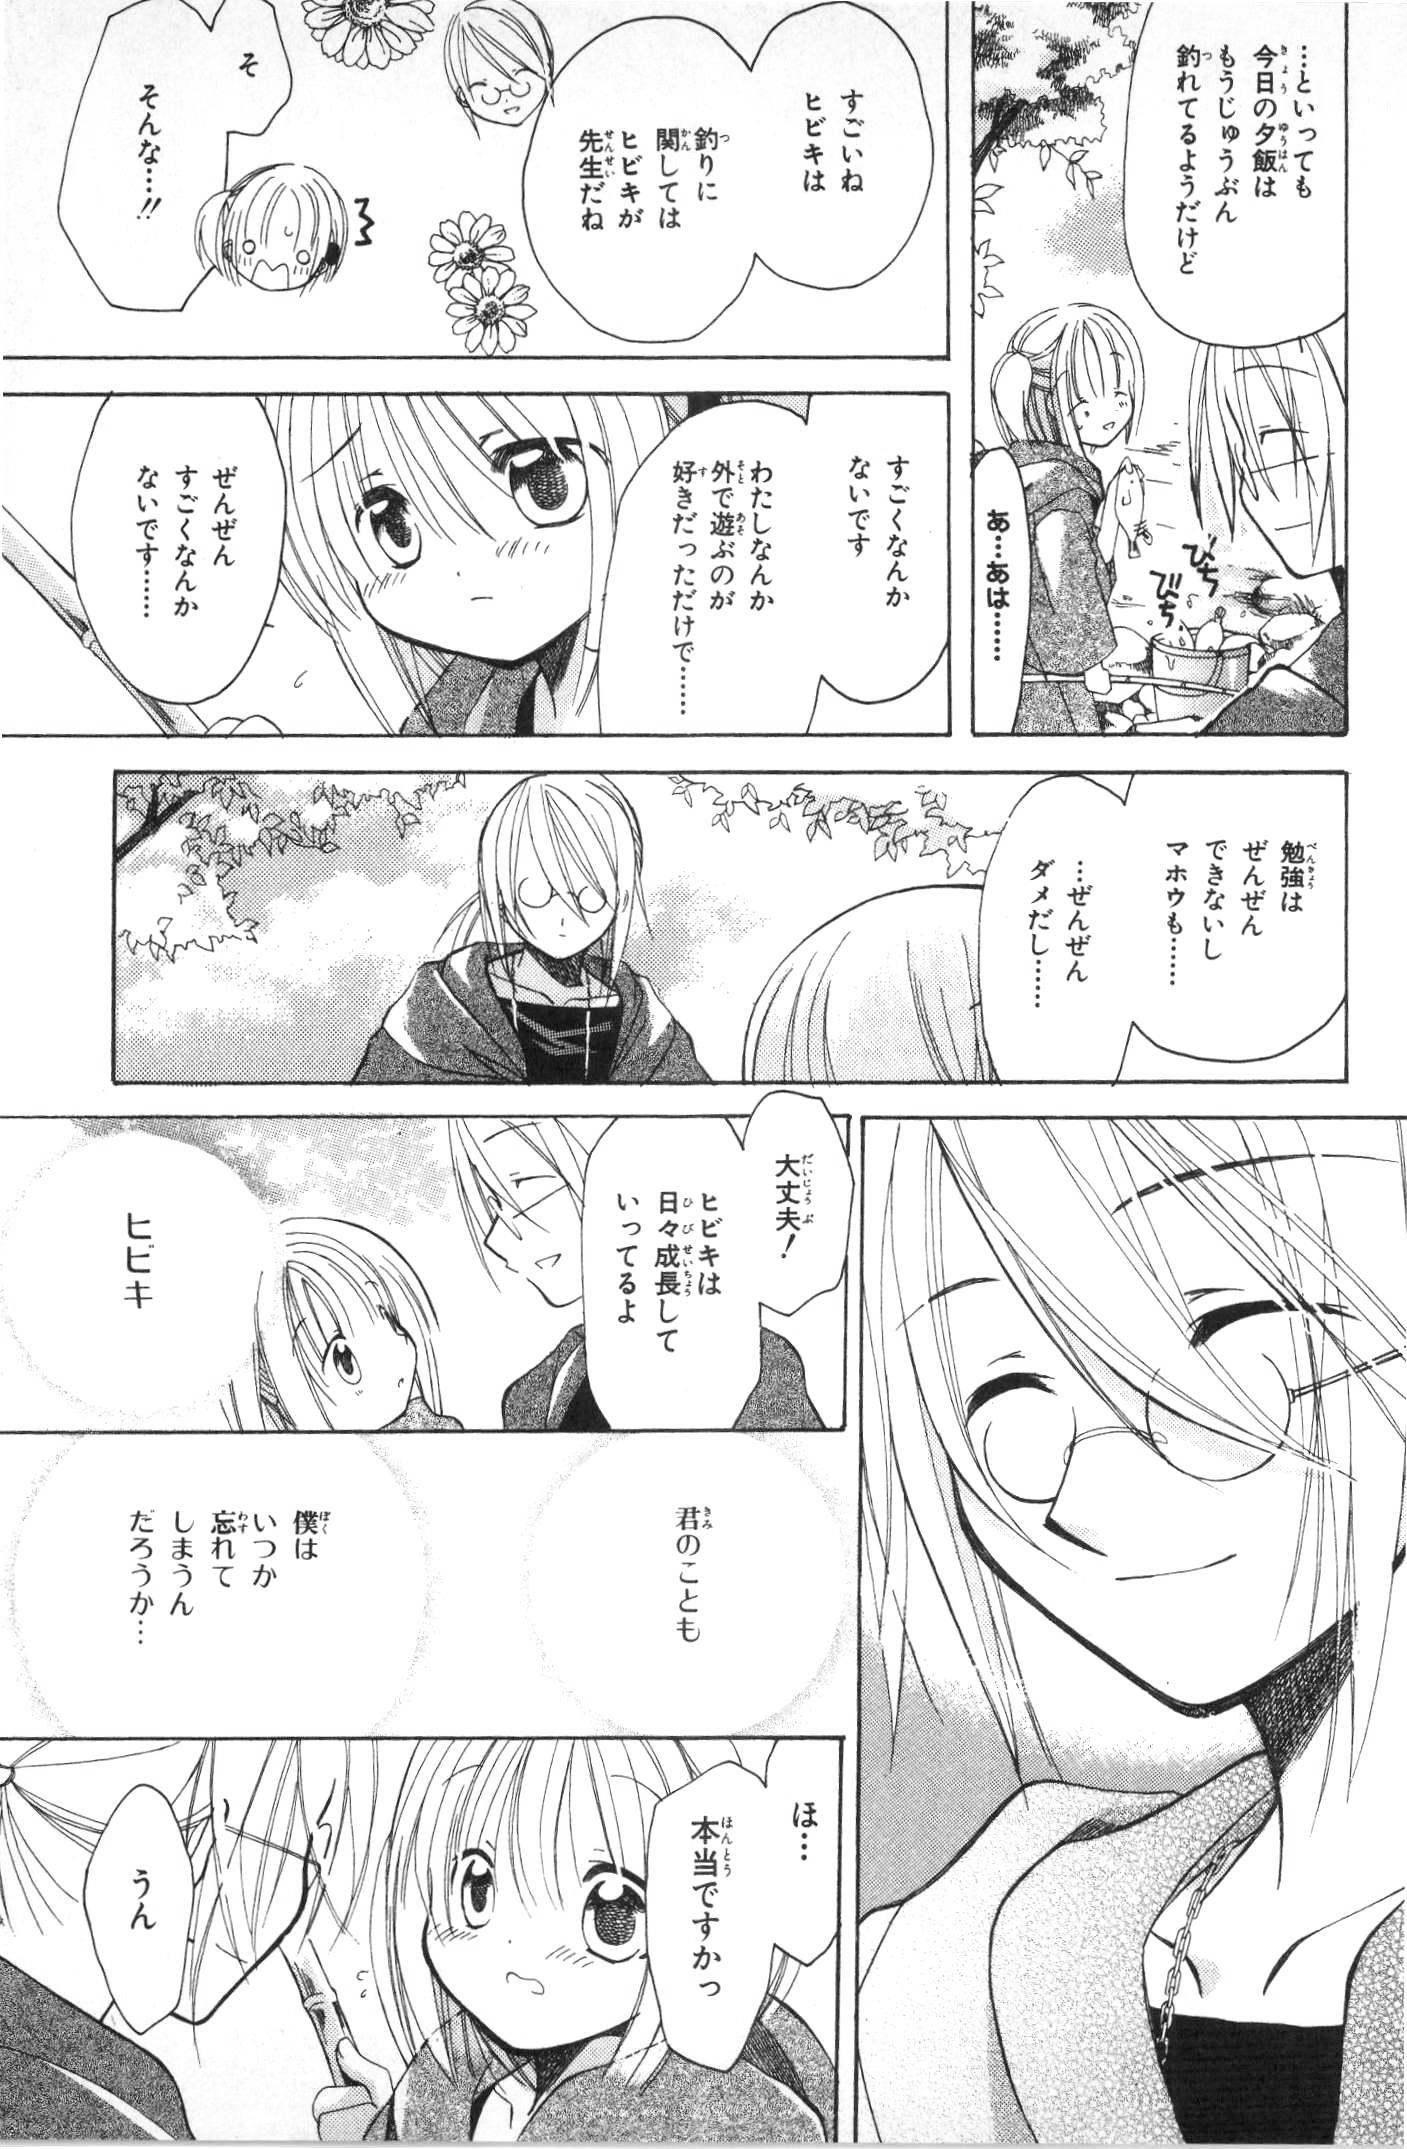 …といっても
今日の夕飯は
もうじゅうぶん
釣れてるようだけど
びち
びち
あ…あは……
すごいね
ヒビキは
釣りに
関しては
ヒビキが
先生だね
そ
そんな…!!
すごくなんか
ないです
わたしなんか
外で遊ぶのが
好きだっただけで……
ぜんぜん
すごくなんか
ないです……
勉強は
ぜんぜん
できないし
マホウも……
…ぜんぜん
ダメだし……
大丈夫!
ヒビキは
日々成長して
いってるよ
ヒビキ
君のことも
僕は
いつか
忘れて
しまうん
だろうか…
ほ…
本当ですかっ
うん